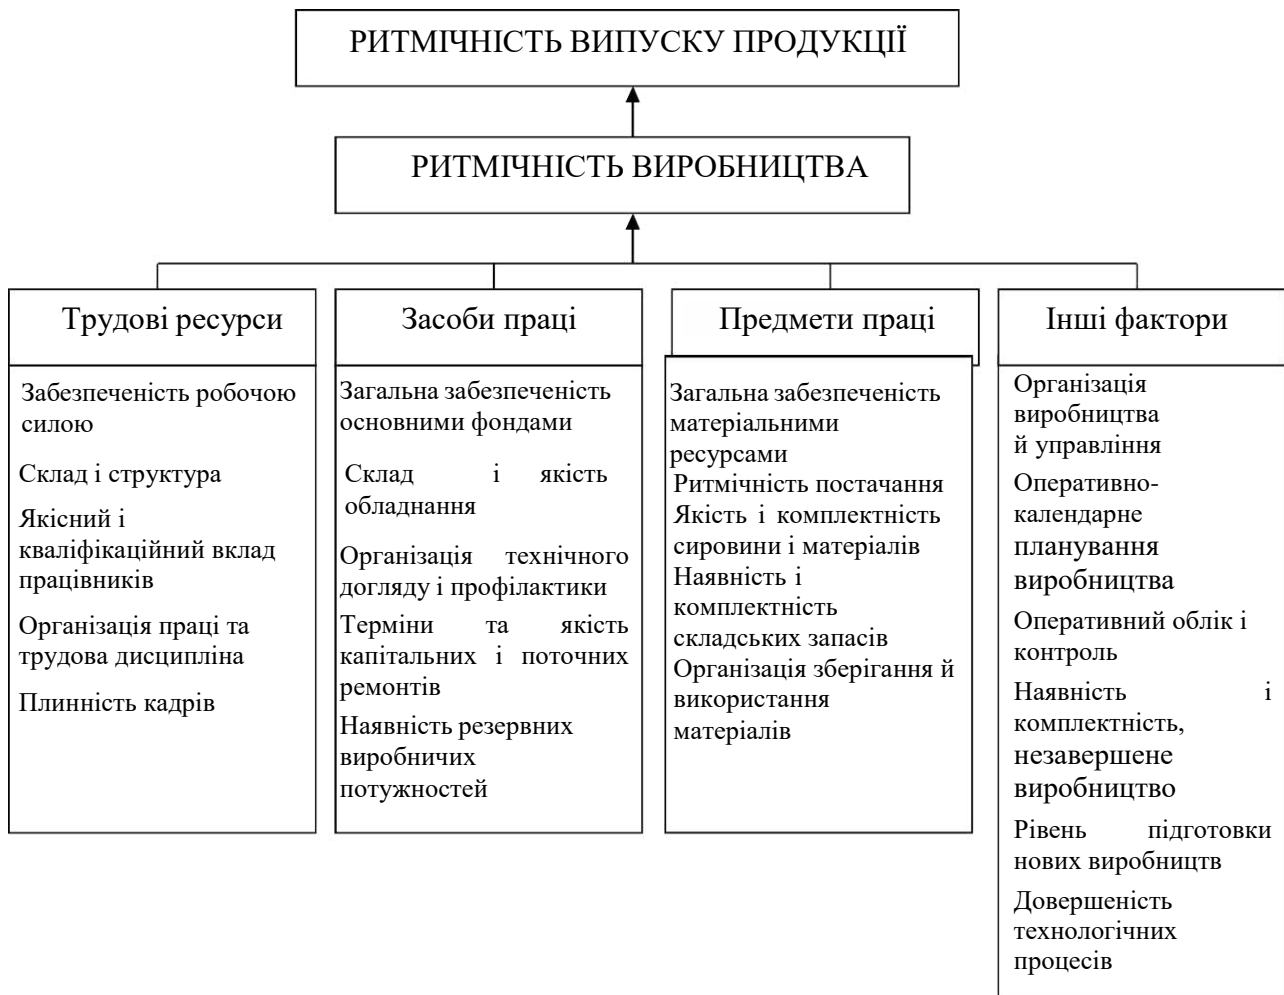 РИТМІЧНІСТЬ ВИПУСКУ ПРОДУКЦІЇ
РИТМІЧНІСТЬ ВИРОБНИЦТВА
Трудові ресурси
Забезпеченість робочою
силою
Склад і структура
Якісний і
кваліфікаційний вклад
працівників
Організація праці та
трудова дисципліна
Плинність кадрів
Засоби праці
Загальна забезпеченість
основними фондами
Склад і якість
обладнання
Організація технічного
догляду і профілактики
Терміни та якість
капітальних і поточних
ремонтів
Наявність резервних
виробничих
потужностей
Предмети праці
Загальна забезпеченість
матеріальними
ресурсами
Ритмічність постачання
Якість і комплектність
сировини і матеріалів
Наявність і
комплектність
складських запасів
Організація зберігання й
використання
матеріалів
Інші фактори
Організація
виробництва
й управління
Оперативно-
календарне
планування
виробництва
Оперативний облік і
контроль
Наявність і
комплектність,
незавершене
виробництво
Рівень підготовки
нових виробництв
Довершеність
технологічних
процесів